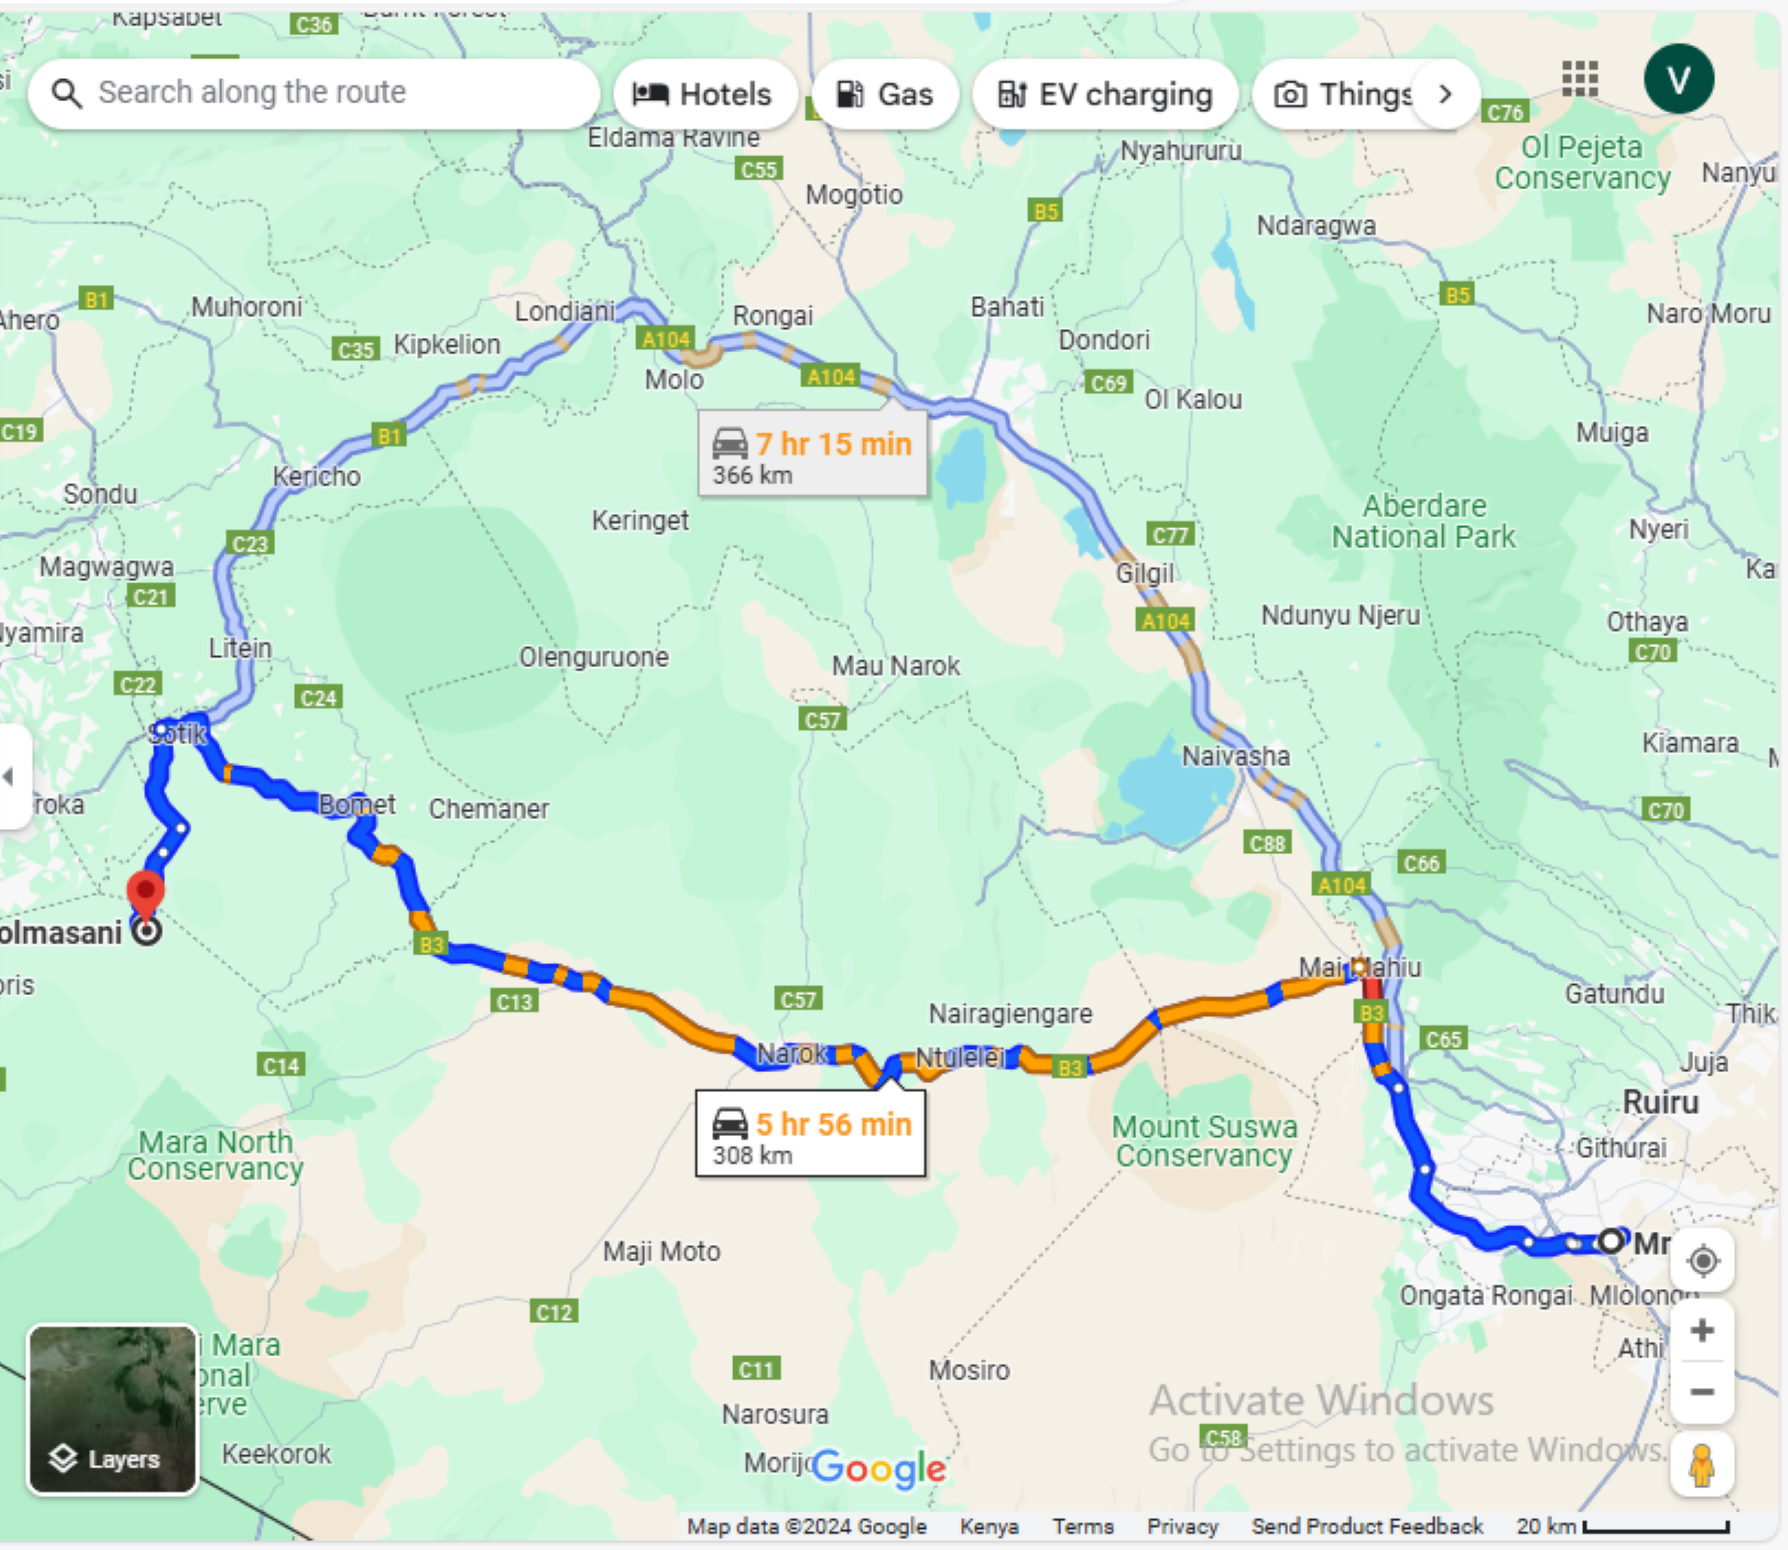 Kapsabet
C36
Burnt Forest
si
Search along the route
Hotels
Gas
EV charging
Things
V
C76
Eldama Ravine
C55
Nyahururu
Ol Pejeta
Conservancy
Nanyu
Mogotio
B5
Ndaragwa
B1
Muhoroni
Londiani
Rongai
Bahati
B5
Naro Moru
Ahero
C35
Kipkelion
A104
Dondori
Molo
A104
C69
Ol Kalou
C19
B1
7 hr 15 min
366 km
Muiga
Kericho
Sondu
Keringet
Aberdare
National Park
Nyeri
C23
C77
Magwagwa
Gilgil
Ka
C21
A104
Ndunyu Njeru
Othaya
Nyamira
Litein
Olenguruone
Mau Narok
C70
C22
C24
C57
Sotik
Naivasha
Kiamara
roka
Bomet
Chemaner
C70
C88
C66
A104
olmasani
B3
Mai Mahiu
oris
C13
C57
Nairagiengare
B3
Gatundu
Thik
C65
C14
Narok
Ntulelei
B3
Juja
5 hr 56 min
308 km
Ruiru
Mara North
Conservancy
Mount Suswa
Conservancy
Githurai
Maji Moto
Mr
C12
Ongata Rongai
Mlolongo
i Mara
onal
erve
Athi
C11
Mosiro
Activate Windows
Narosura
C58
Go to Settings to activate Windows.
Layers
Keekorok
Morijo
Google
Map data ©2024 Google
Kenya
Terms
Privacy
Send Product Feedback
20 km